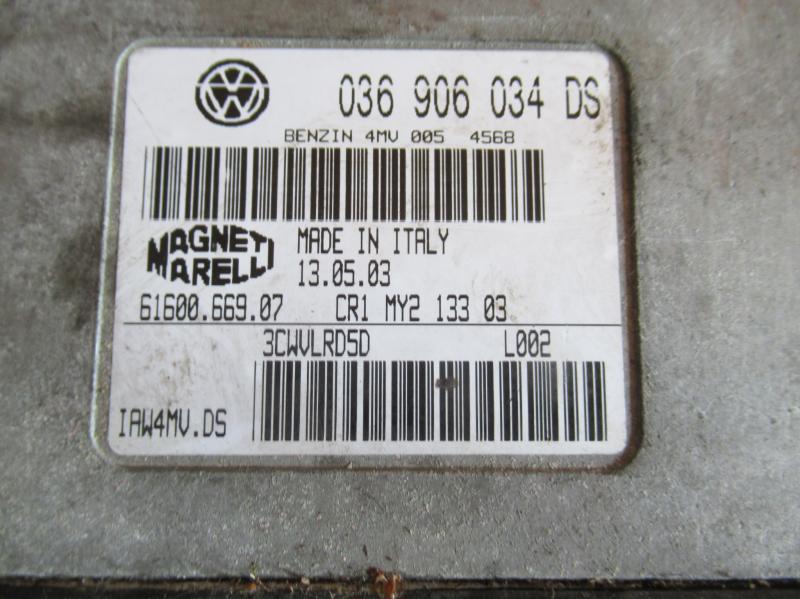 036 906 034 DS
BENZIN 4MV 005 4568
MAGNETI MARELLI
MADE IN ITALY
13.05.03
61600.669.07 CR1 MY2 133 03
3CWVLRD5D L002
IAW4MV.DS